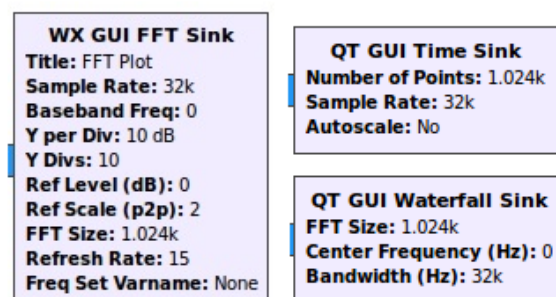 WX GUI FFT Sink
Title: FFT Plot
Sample Rate: 32k
Baseband Freq: 0
Y per Div: 10 dB
Y Divs: 10
Ref Level (dB): 0
Ref Scale (p2p): 2
FFT Size: 1.024k
Refresh Rate: 15
Freq Set Varname: None
QT GUI Time Sink
Number of Points: 1.024k
Sample Rate: 32k
Autoscale: No
QT GUI Waterfall Sink
FFT Size: 1.024k
Center Frequency (Hz): 0
Bandwidth (Hz): 32k